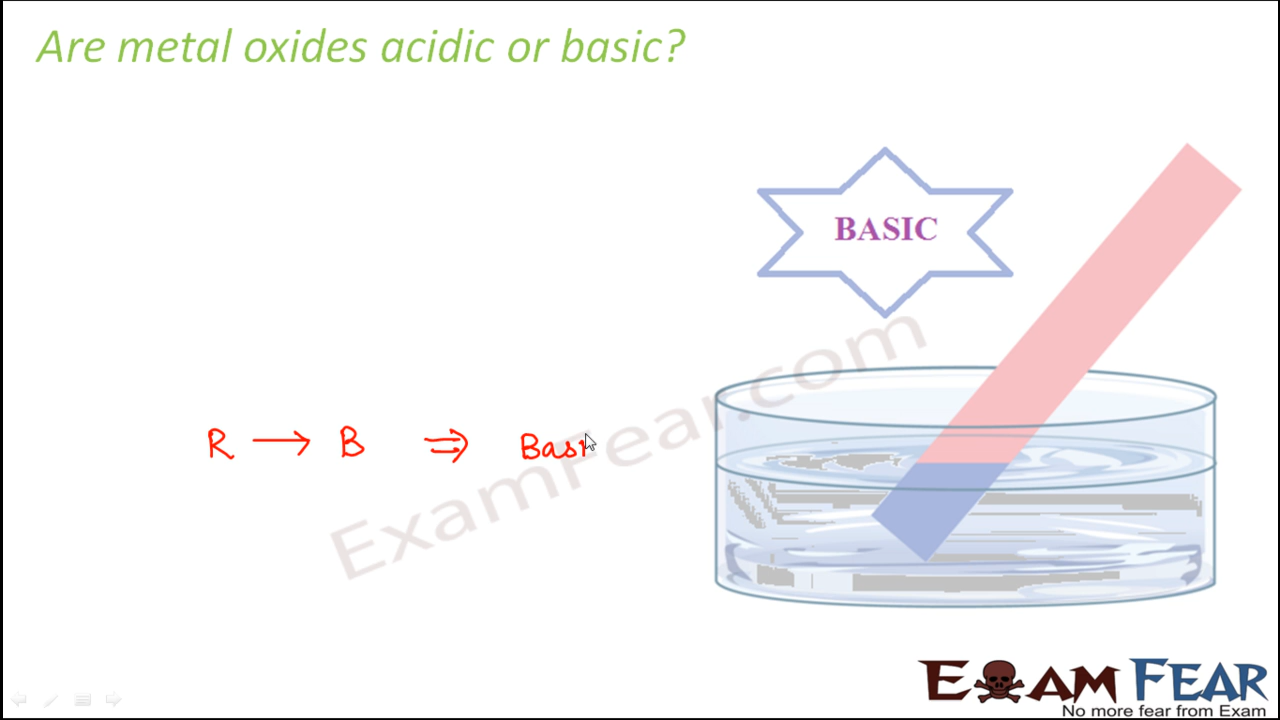 Are metal oxides acidic or basic?
BASIC
R → B ⇒ Basi
ExamFear.com
EXAM FEAR
No more fear from Exam